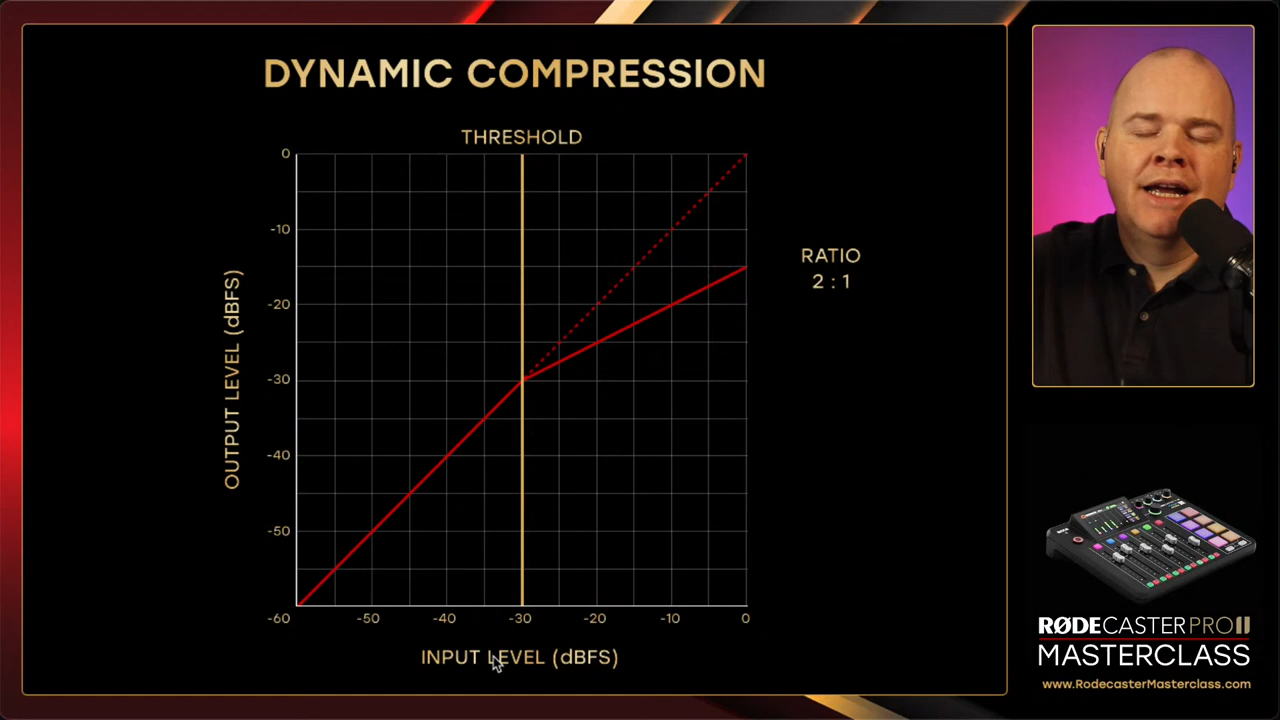 DYNAMIC COMPRESSION
THRESHOLD
0
-10
-20
-30
-40
-50
-60
-50
-40
-30
-20
-10
0
OUTPUT LEVEL (dBFS)
INPUT LEVEL (dBFS)
RATIO
2 : 1
RØDECASTER PRO II
MASTERCLASS
www.RodecasterMasterclass.com